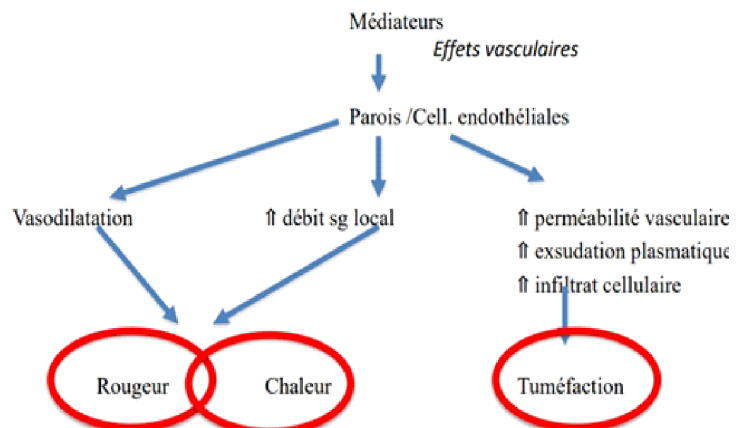 Médiateurs
Effets vasculaires
Parois /Cell. endothéliales
Vasodilatation
⇑ débit sg local
⇑ perméabilité vasculaire
⇑ exsudation plasmatique
⇑ infiltrat cellulaire
Rougeur
Chaleur
Tuméfaction